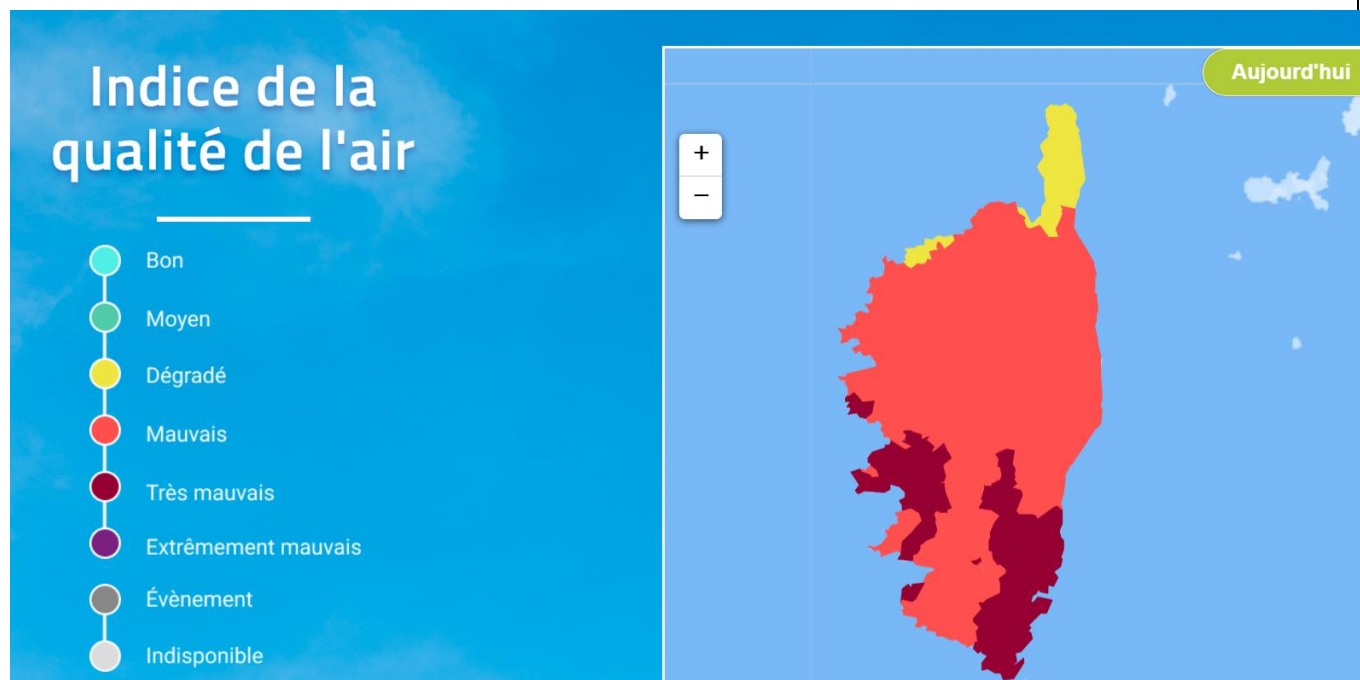 Indice de la
qualité de l'air
Bon
Moyen
Dégradé
Mauvais
Très mauvais
Extrêmement mauvais
Évènement
Indisponible
Aujourd'hui
+
−